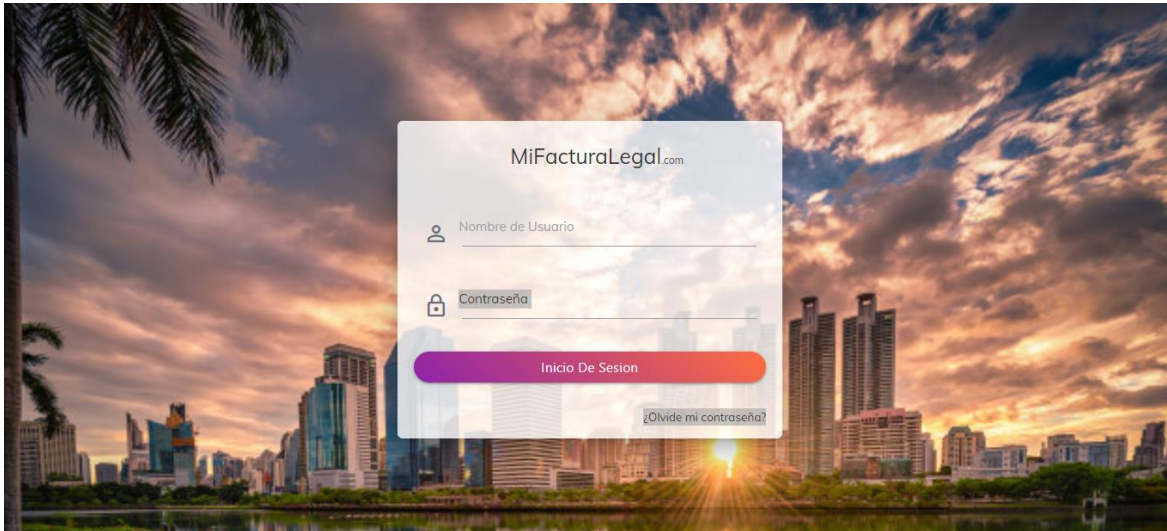 MiFacturaLegal.com
Nombre de Usuario
Contraseña
Inicio De Sesion
¿Olvide mi contraseña?